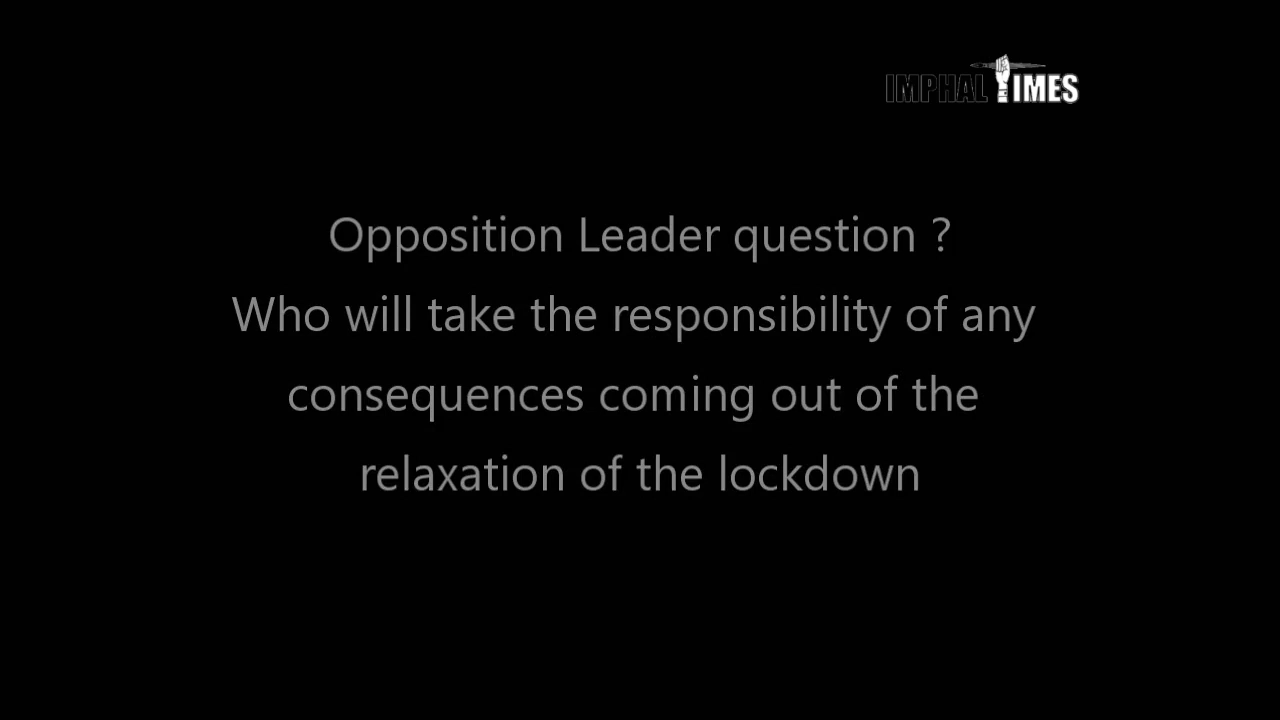 IMPHAL TIMES
Opposition Leader question ?
Who will take the responsibility of any
consequences coming out of the
relaxation of the lockdown